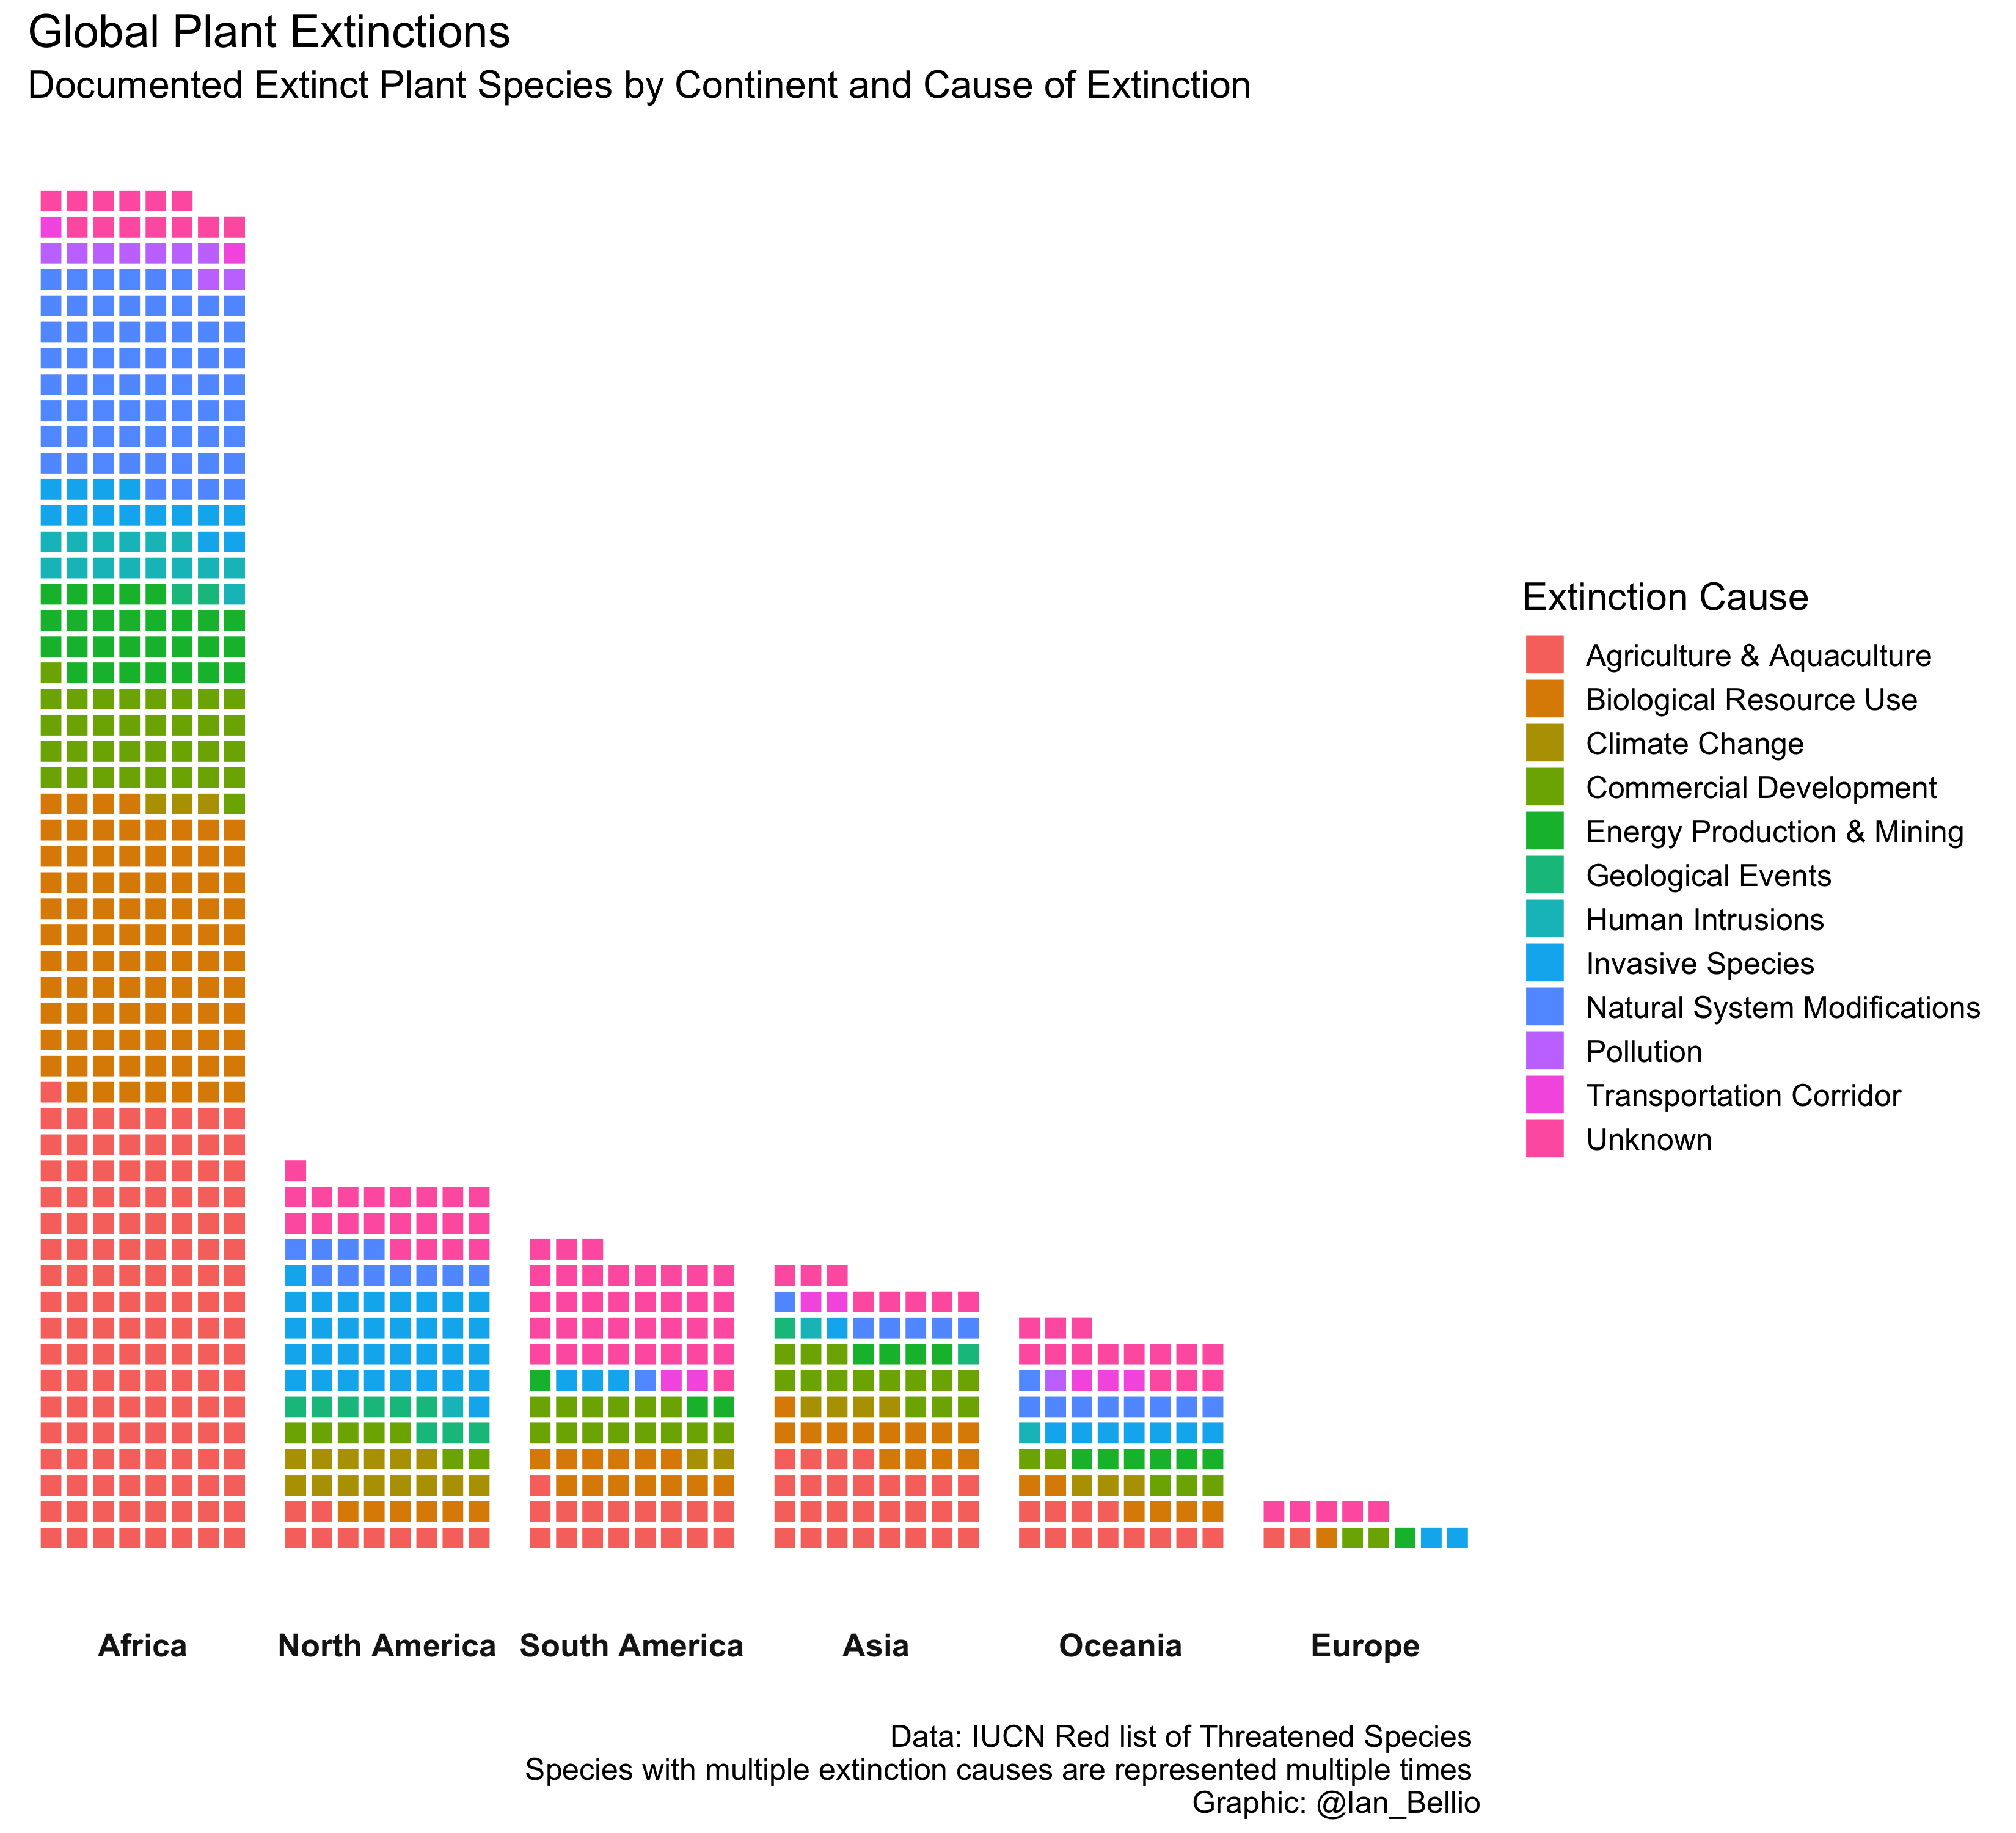 Global Plant Extinctions
Documented Extinct Plant Species by Continent and Cause of Extinction
Extinction Cause
Agriculture & Aquaculture
Biological Resource Use
Climate Change
Commercial Development
Energy Production & Mining
Geological Events
Human Intrusions
Invasive Species
Natural System Modifications
Pollution
Transportation Corridor
Unknown
Africa
North America
South America
Asia
Oceania
Europe
Data: IUCN Red list of Threatened Species
Species with multiple extinction causes are represented multiple times
Graphic: @Ian_Bellio